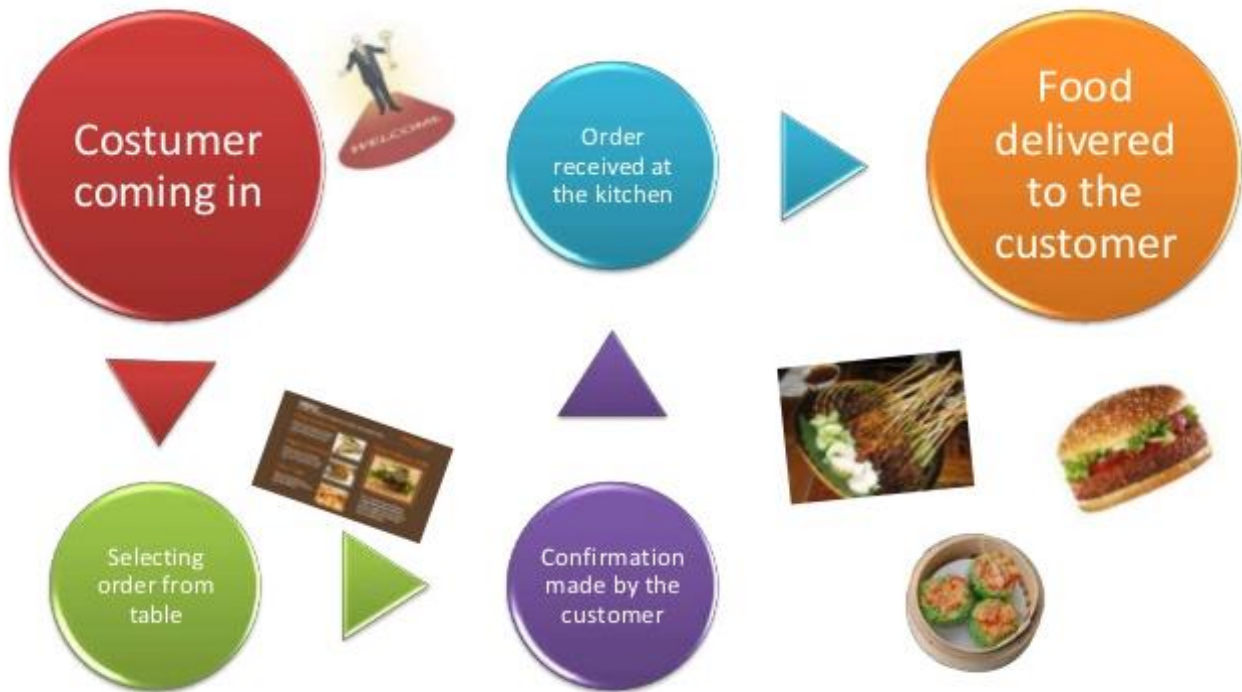 Costumer
coming in
WELCOME
Selecting
order from
table
Confirmation
made by the
customer
Order
received at
the kitchen
Food
delivered
to the
customer